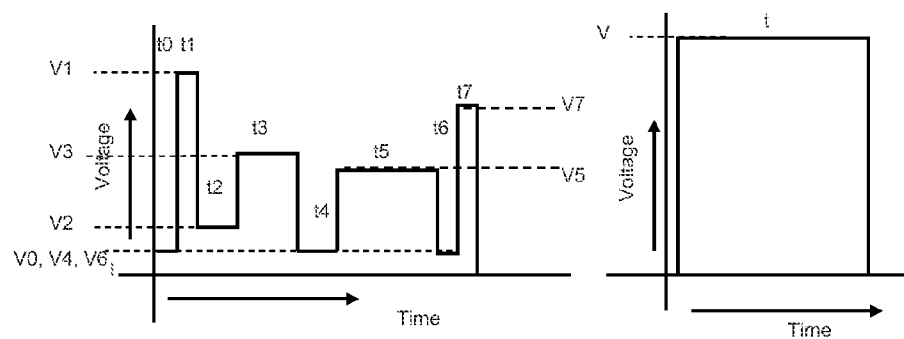 t0 t1
V1
t7
V7
t3
t6
V3
t5
V5
Voltage
t2
t4
V2
V0, V4, V6,
Time
t
V
Voltage
Time